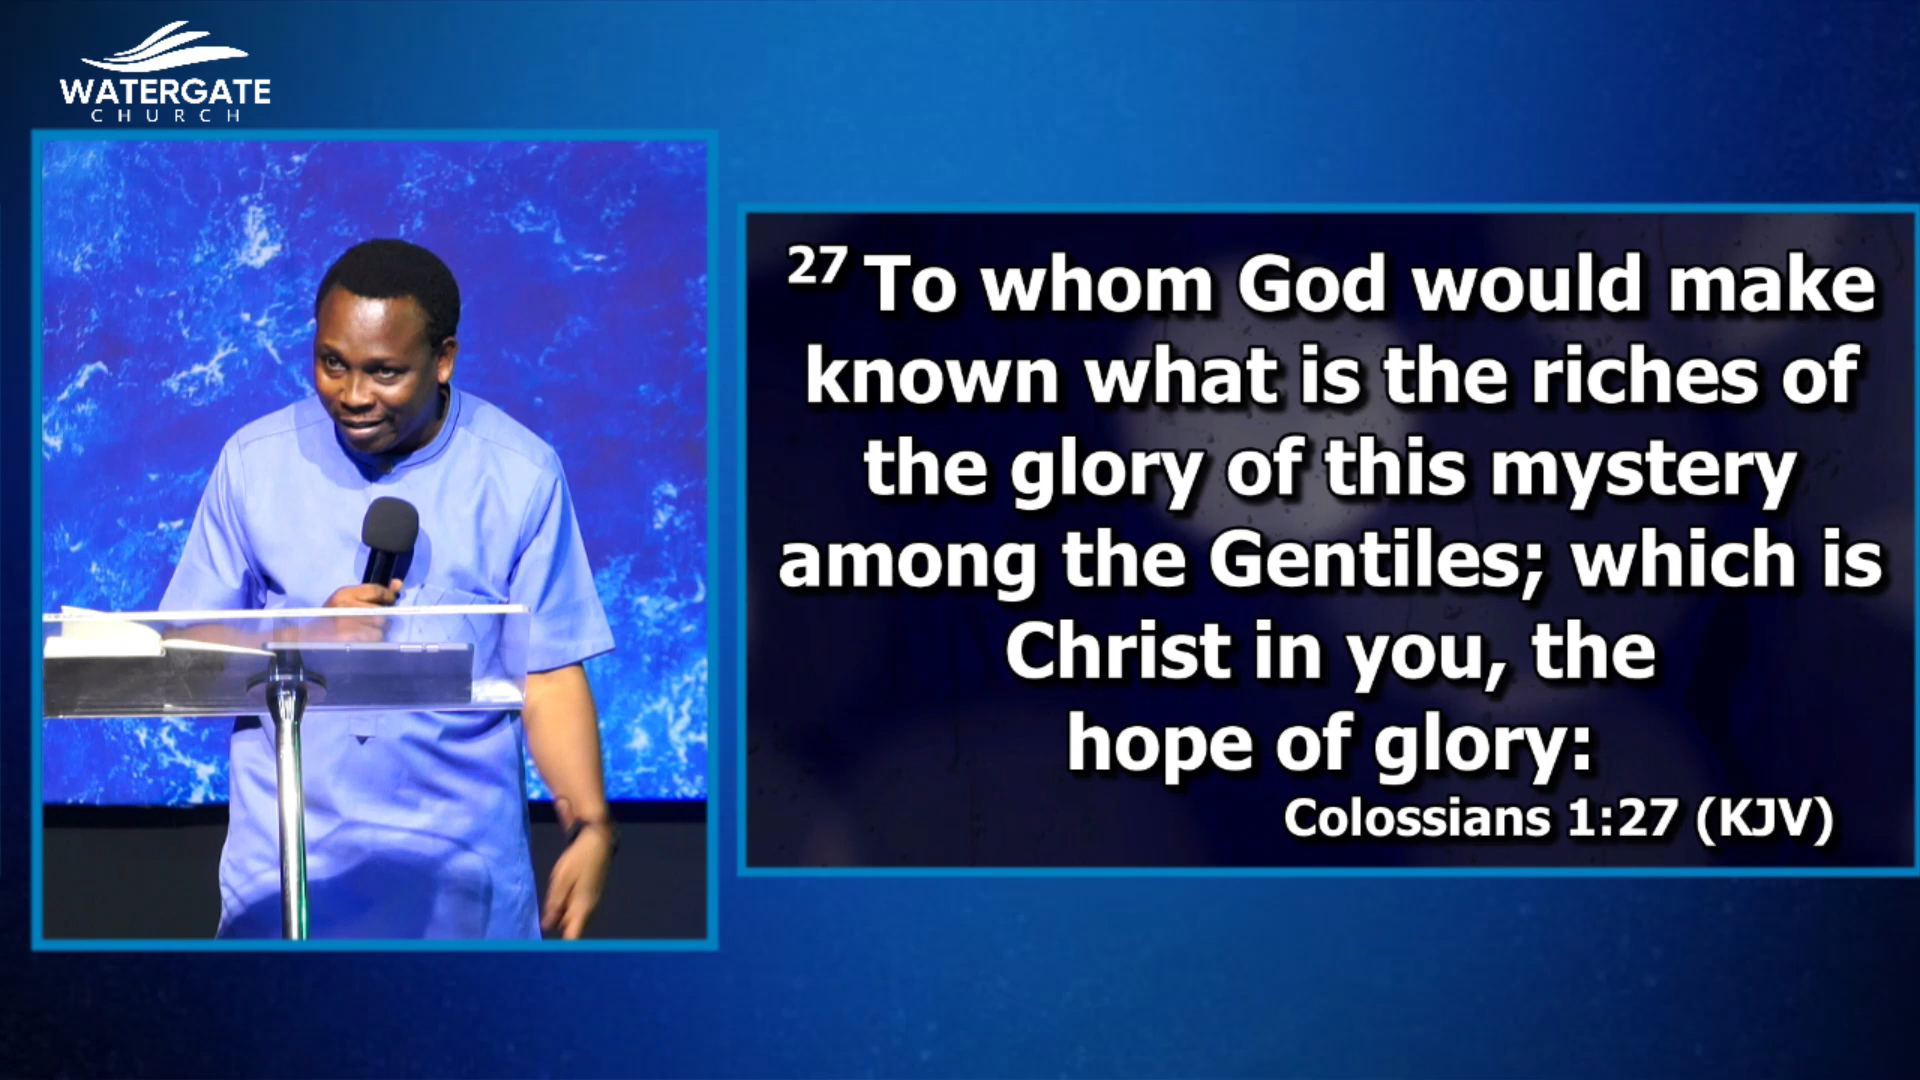 WATERGATE
CHURCH
27 To whom God would make
known what is the riches of
the glory of this mystery
among the Gentiles; which is
Christ in you, the
hope of glory:
Colossians 1:27 (KJV)